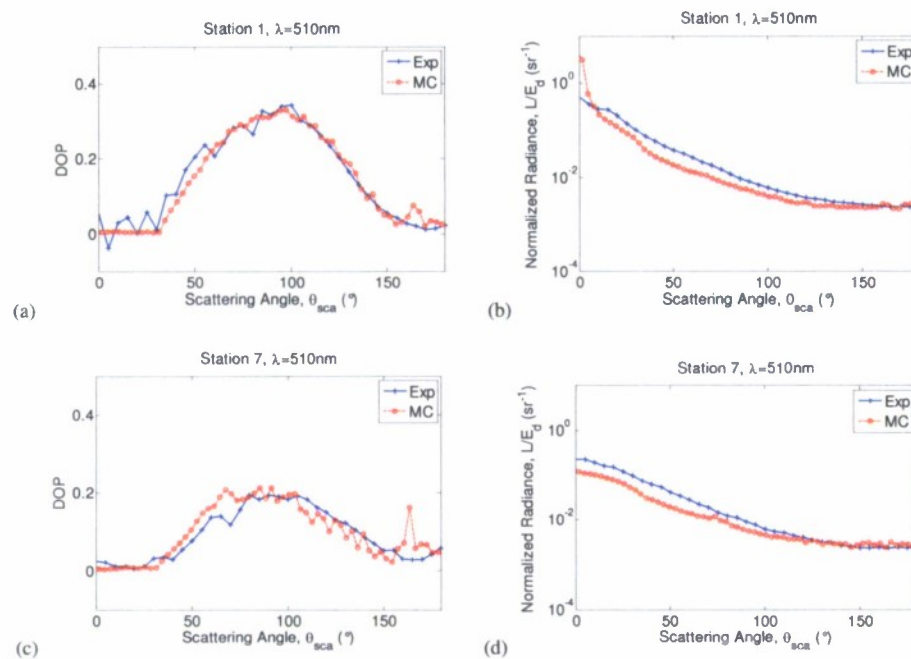 Station 1, λ=510nm
DOP
0.4
0.2
0
Exp
MC
0
50
100
150
Scattering Angle, θsca (°)
(a)
Station 1, λ=510nm
Normalized Radiance, L/Ed (sr-1)
10^0
10^-2
10^-4
Exp
MC
0
50
100
150
Scattering Angle, θsca (°)
(b)
Station 7, λ=510nm
DOP
0.4
0.2
0
Exp
MC
0
50
100
150
Scattering Angle, θsca (°)
(c)
Station 7, λ=510nm
Normalized Radiance, L/Ed (sr-1)
10^0
10^-2
10^-4
Exp
MC
0
50
100
150
Scattering Angle, θsca (°)
(d)